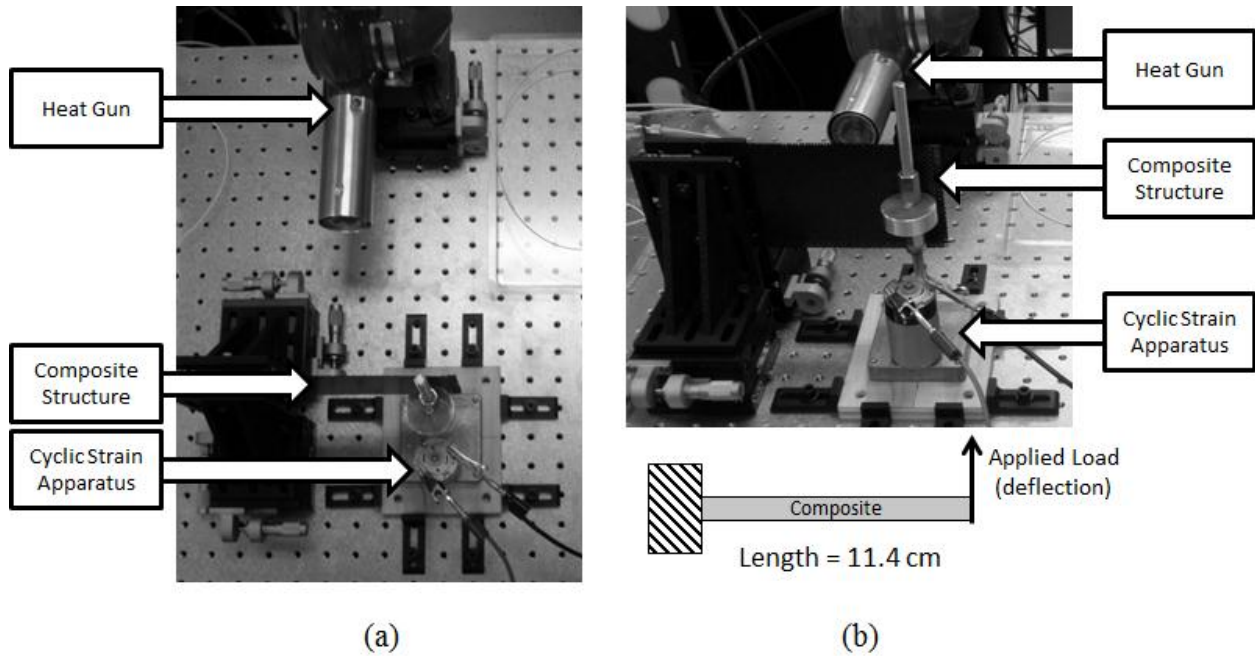 Heat Gun
Composite
Structure
Cyclic Strain
Apparatus
(a)
Heat Gun
Composite
Structure
Cyclic Strain
Apparatus
Applied Load
(deflection)
Composite
Length = 11.4 cm
(b)